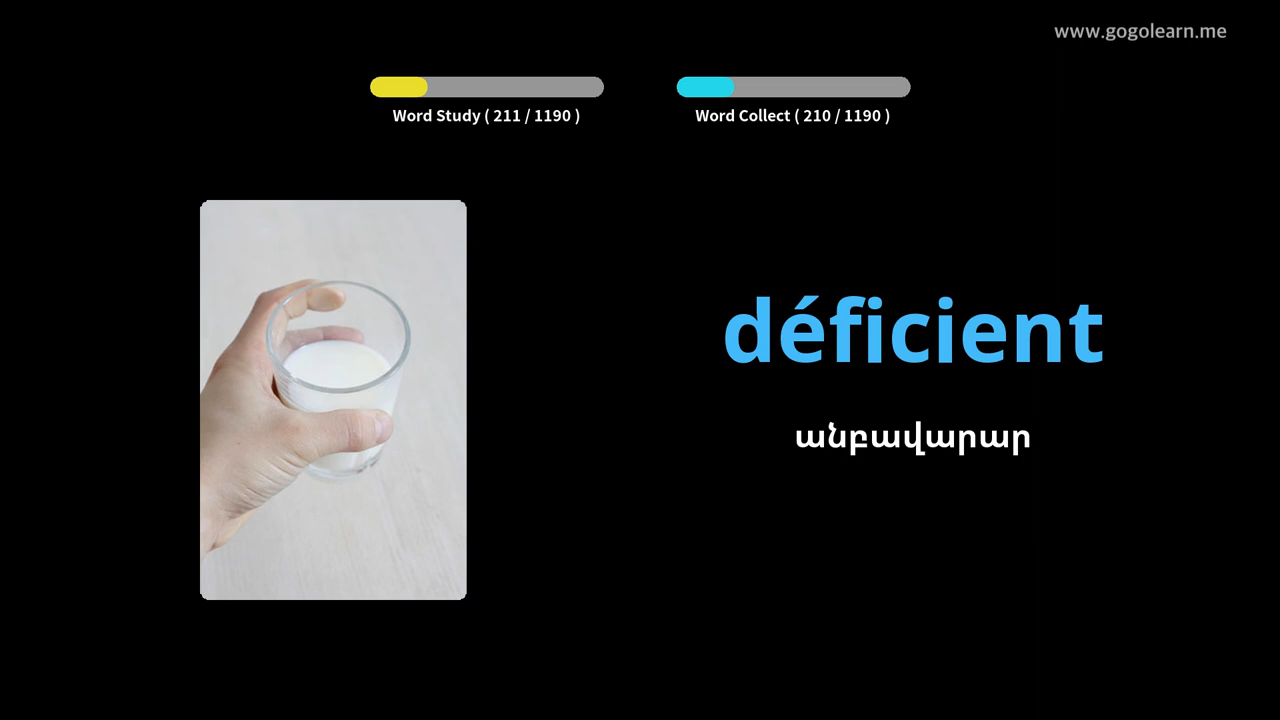 www.gogolearn.me
Word Study ( 211 / 1190 )
Word Collect ( 210 / 1190 )
déficient
անբավարար